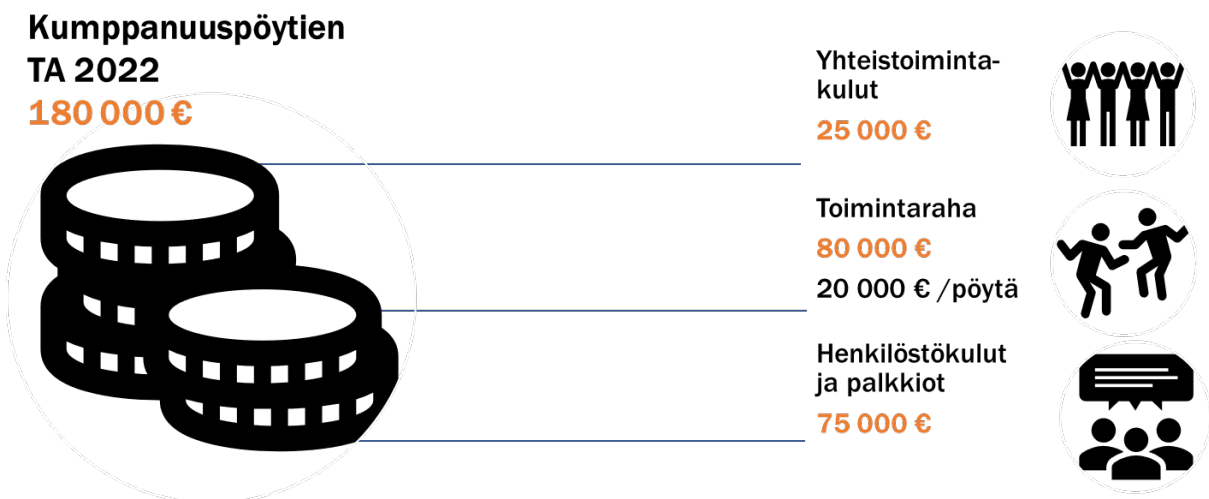 Kumppanuuspöytien
TA 2022
180 000 €
Yhteistoiminta-
kulut
25 000 €
Toimintaraha
80 000 €
20 000 € /pöytä
Henkilöstökulut
ja palkkiot
75 000 €